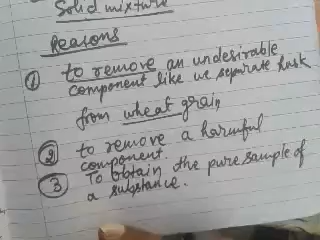 Solid mixture
Reasons
① to remove an undesirable
component like we separate husk
from wheat grain
② to remove a harmful
component.
③ To obtain the pure sample of
a substance.